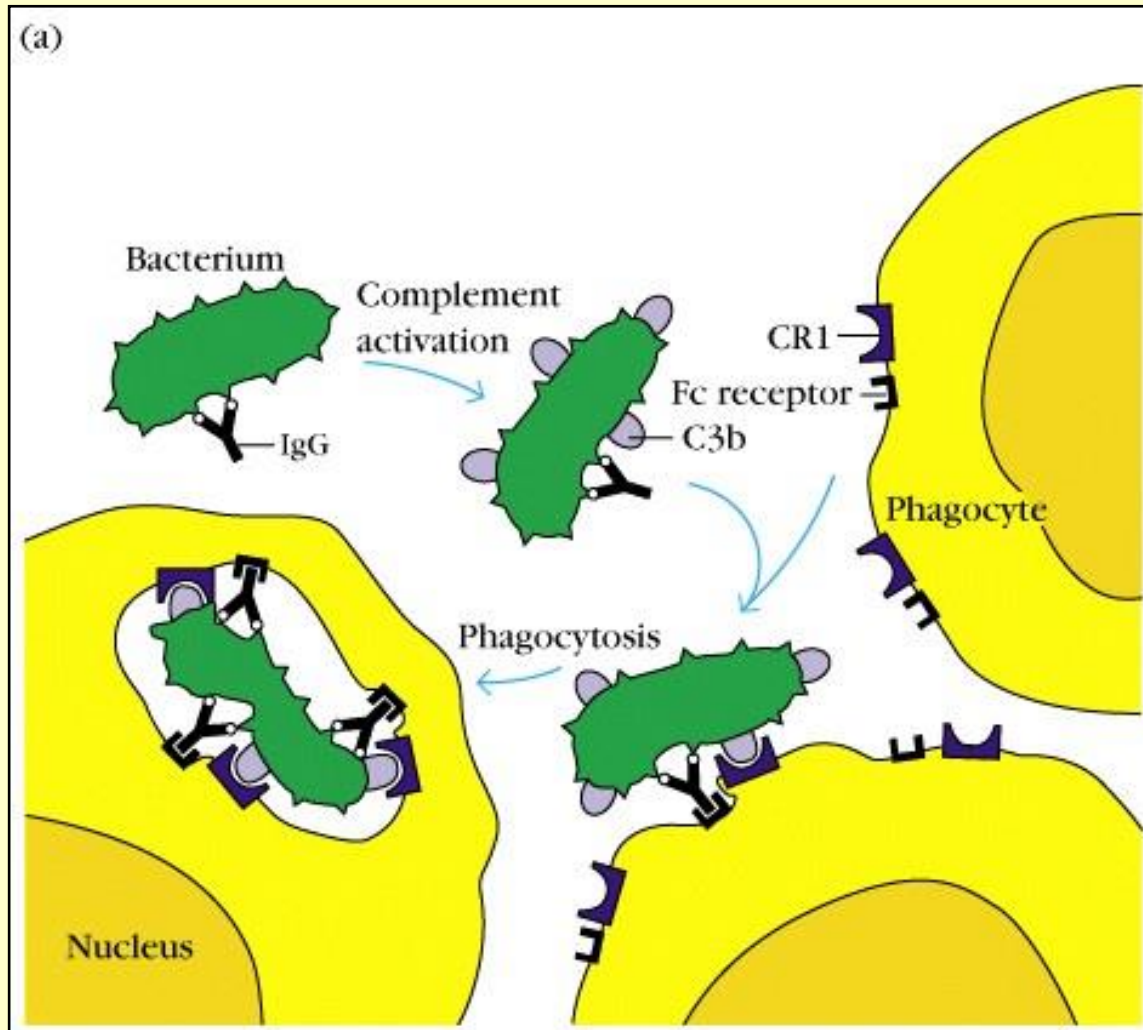 (a)
Bacterium
Complement
activation
IgG
CR1
Fc receptor
C3b
Phagocyte
Phagocytosis
Nucleus